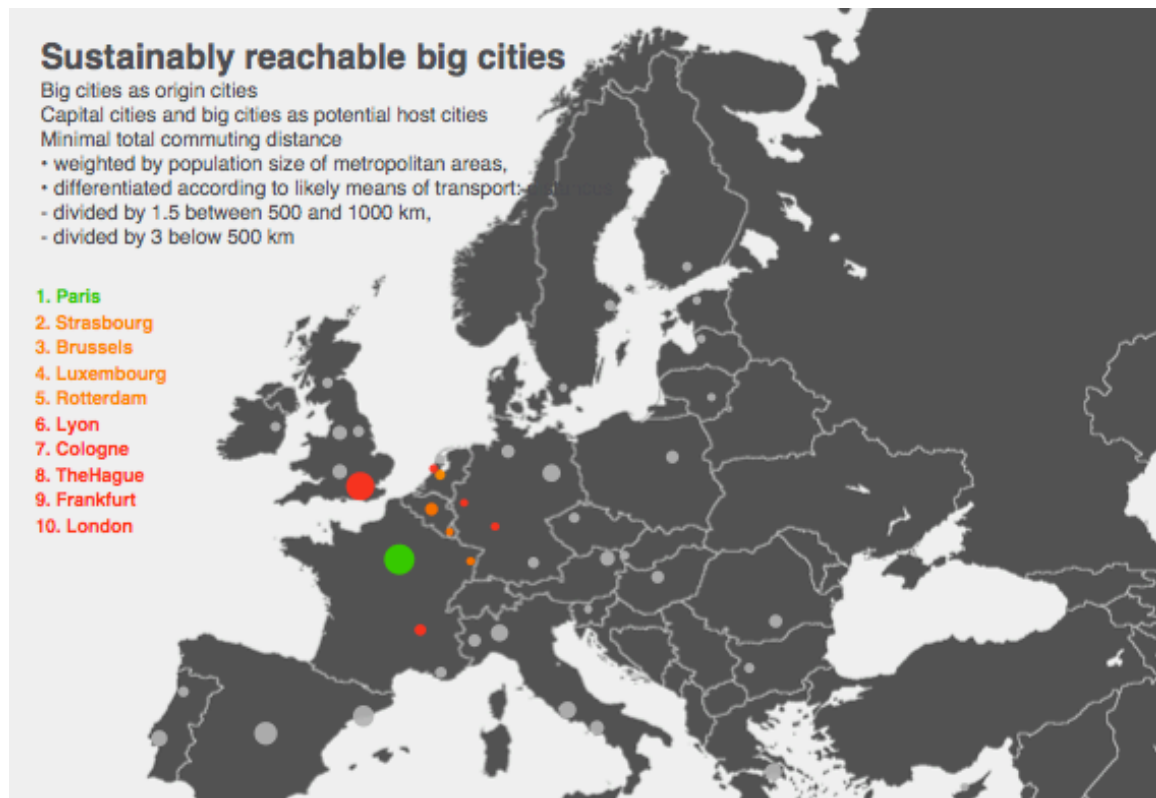 Sustainably reachable big cities
Big cities as origin cities
Capital cities and big cities as potential host cities
Minimal total commuting distance
• weighted by population size of metropolitan areas,
• differentiated according to likely means of transport:
- divided by 1.5 between 500 and 1000 km,
- divided by 3 below 500 km
1. Paris
2. Strasbourg
3. Brussels
4. Luxembourg
5. Rotterdam
6. Lyon
7. Cologne
8. TheHague
9. Frankfurt
10. London